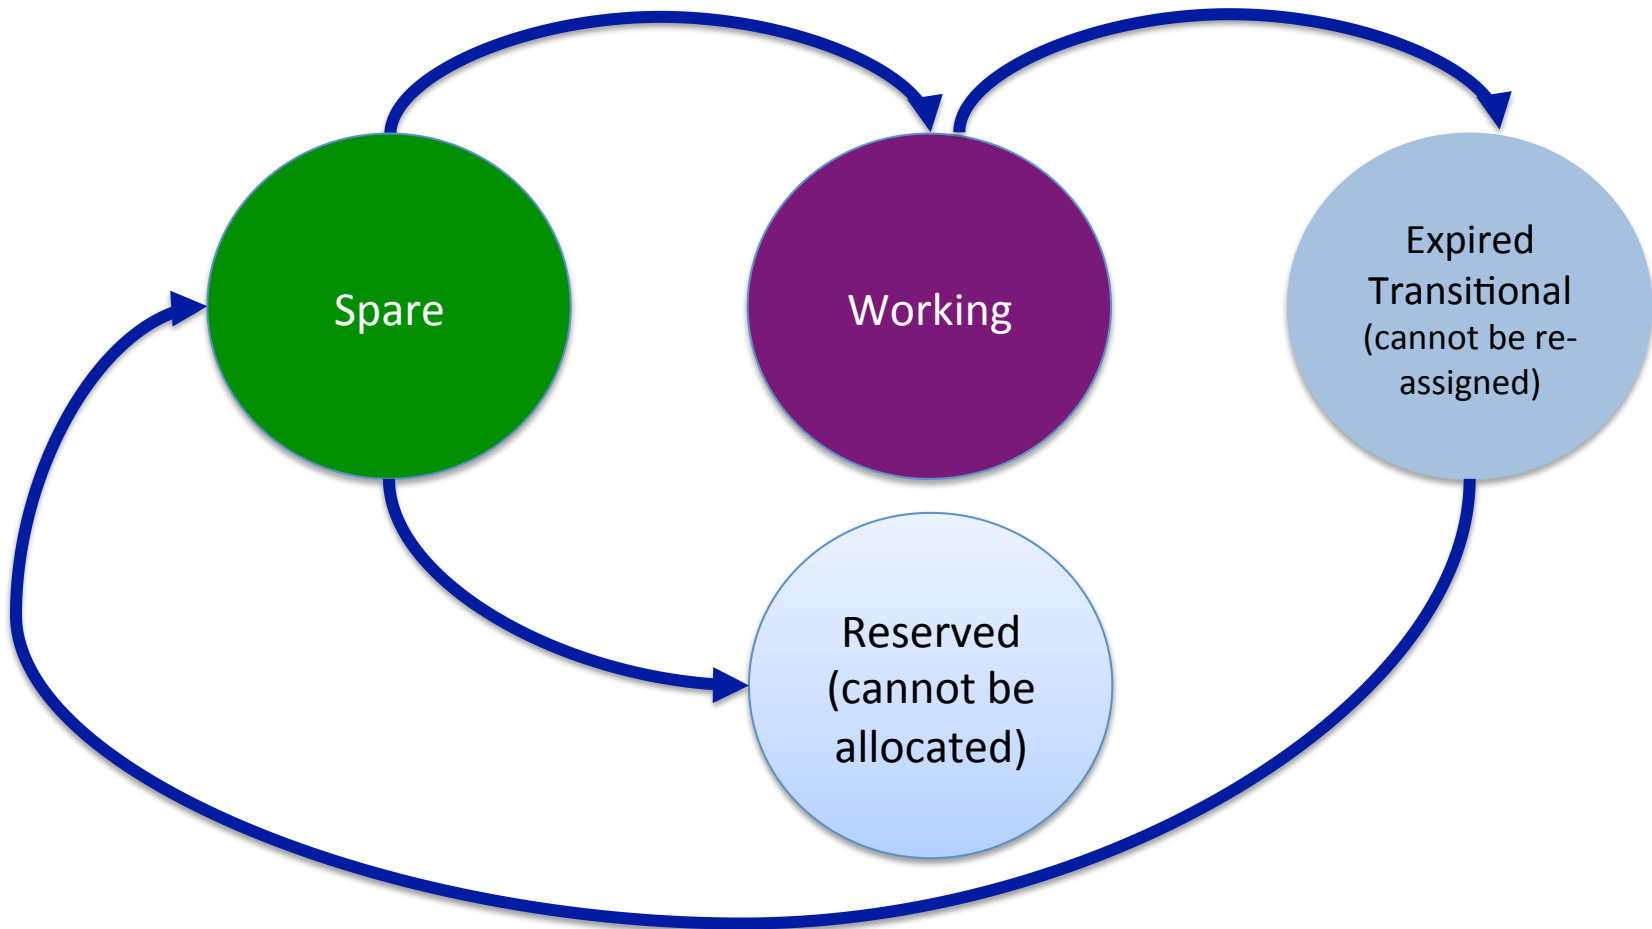 Spare
Working
Expired
Transitional
(cannot be re-
assigned)
Reserved
(cannot be
allocated)